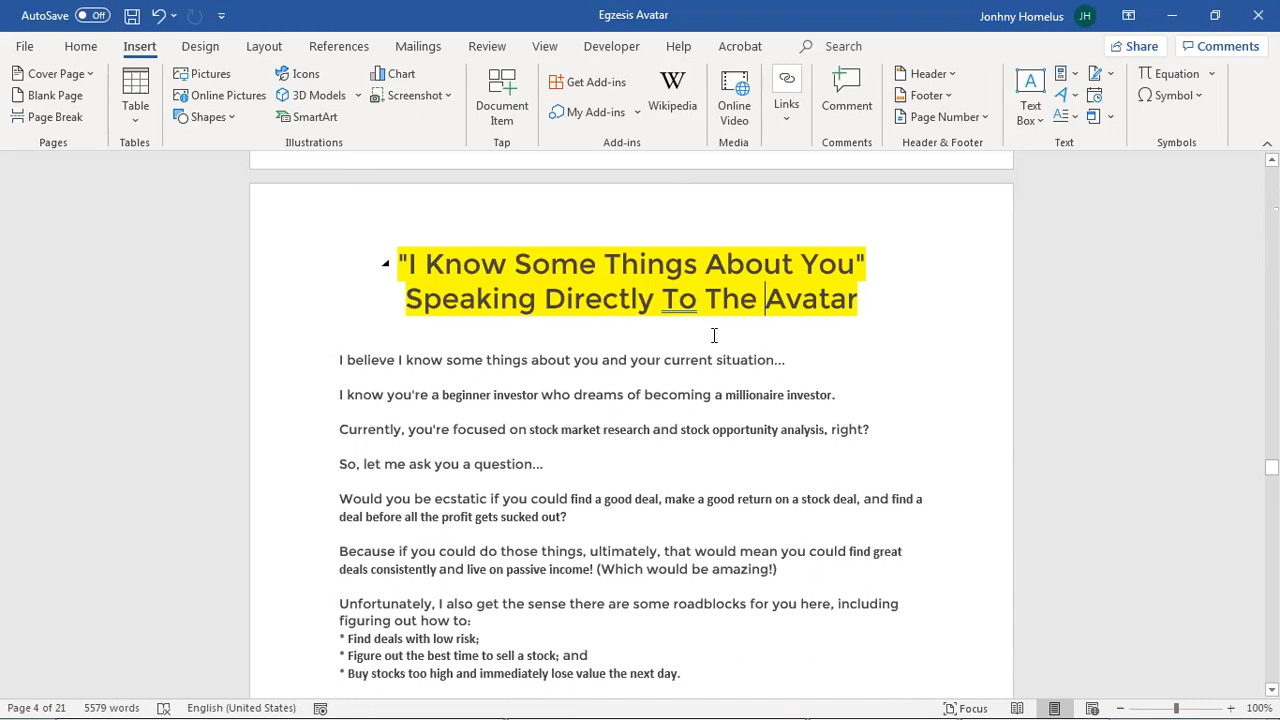 AutoSave Off Egzesis Avatar Jonhny Homelus JH
File Home Insert Design Layout References Mailings Review View Developer Help Acrobat Search Share Comments
Cover Page Pictures Icons Chart Get Add-ins Header Equation
Blank Page Online Pictures 3D Models Screenshot My Add-ins Footer Symbol
Page Break Shapes SmartArt Page Number
Table Document Item Wikipedia Online Video Links Comment Text Box
Pages Tables Illustrations Tap Add-ins Media Comments Header & Footer Text Symbols
"I Know Some Things About You"
Speaking Directly To The Avatar
I believe I know some things about you and your current situation...
I know you're a beginner investor who dreams of becoming a millionaire investor.
Currently, you're focused on stock market research and stock opportunity analysis, right?
So, let me ask you a question...
Would you be ecstatic if you could find a good deal, make a good return on a stock deal, and find a
deal before all the profit gets sucked out?
Because if you could do those things, ultimately, that would mean you could find great
deals consistently and live on passive income! (Which would be amazing!)
Unfortunately, I also get the sense there are some roadblocks for you here, including
figuring out how to:
* Find deals with low risk;
* Figure out the best time to sell a stock; and
* Buy stocks too high and immediately lose value the next day.
Page 4 of 21 5579 words English (United States) Focus 100%